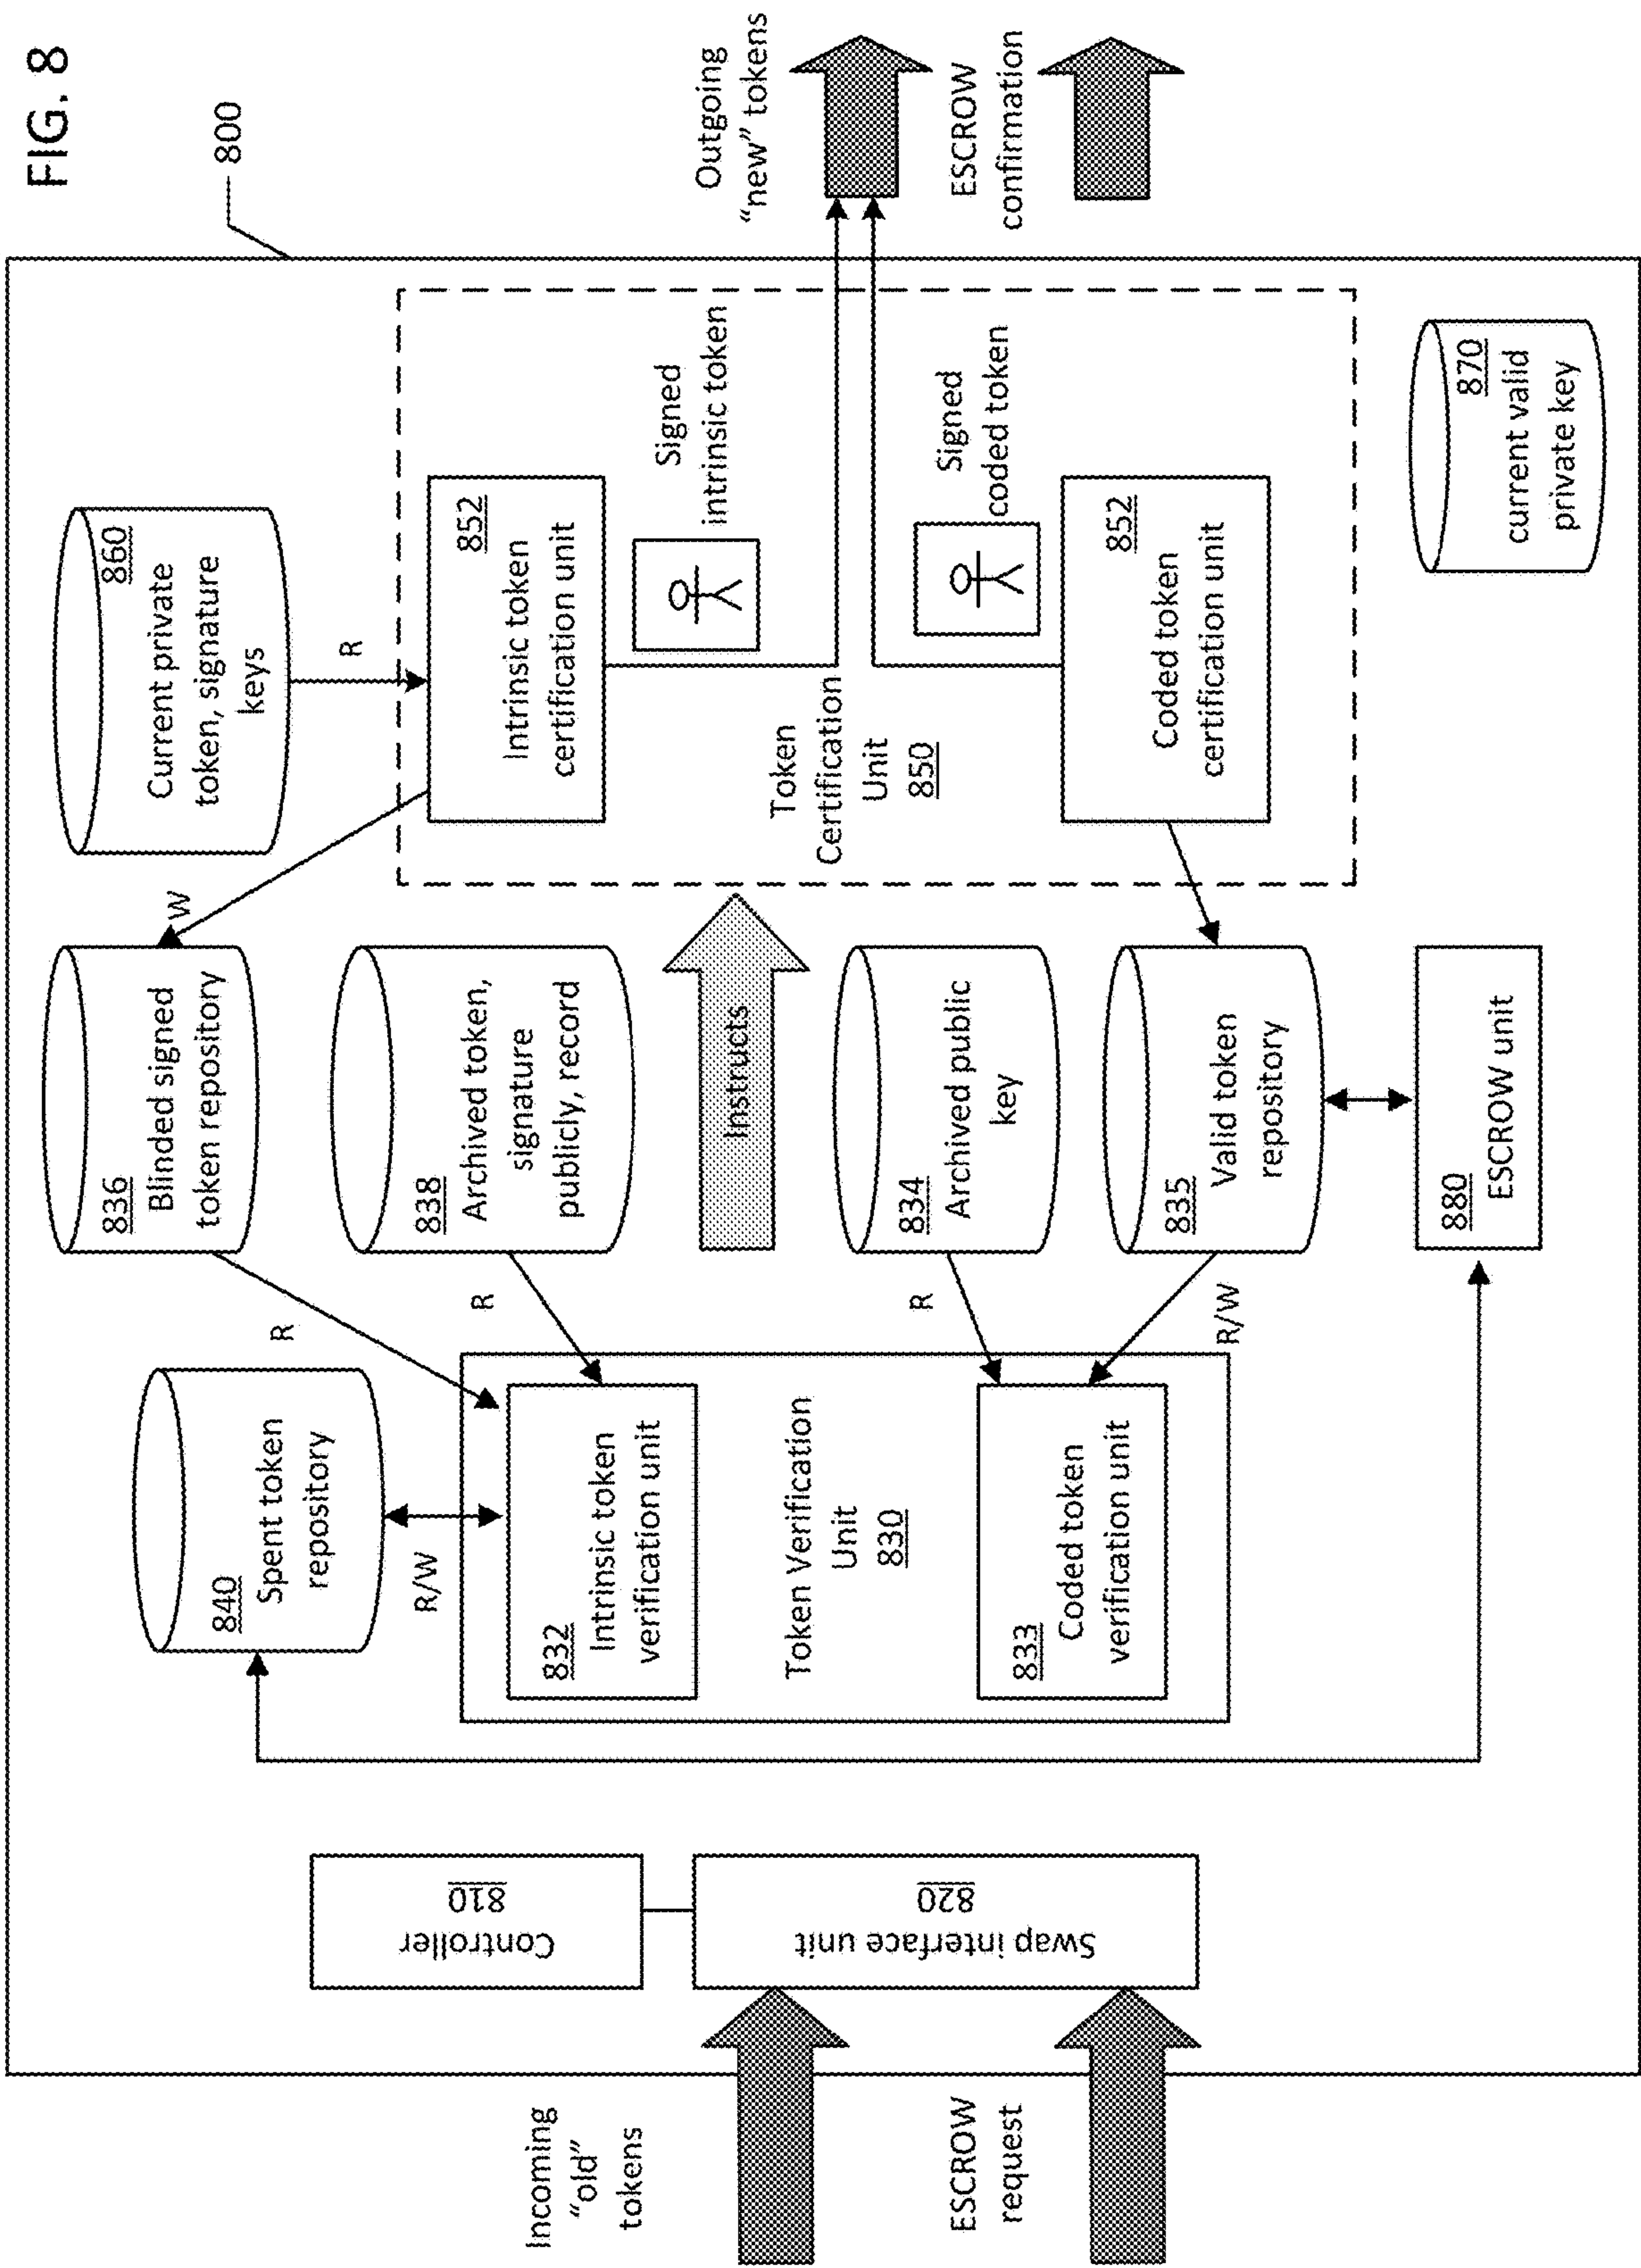 FIG. 8
800
Incoming
“old”
tokens
ESCROW
request
Controller
810
Swap interface unit
820
840
Spent token
repository
R/W
832
Intrinsic token
verification unit
Token Verification
Unit
830
833
Coded token
verification unit
R
R
R
R/W
836
Blinded signed
token repository
838
Archived token,
signature
publicly, record
Instructs
834
Archived public
key
835
Valid token
repository
880
ESCROW unit
W
860
Current private
token, signature
keys
R
852
Intrinsic token
certification unit
Signed
intrinsic token
Token
Certification
Unit
850
Signed
coded token
852
Coded token
certification unit
870
current valid
private key
Outgoing
“new” tokens
ESCROW
confirmation